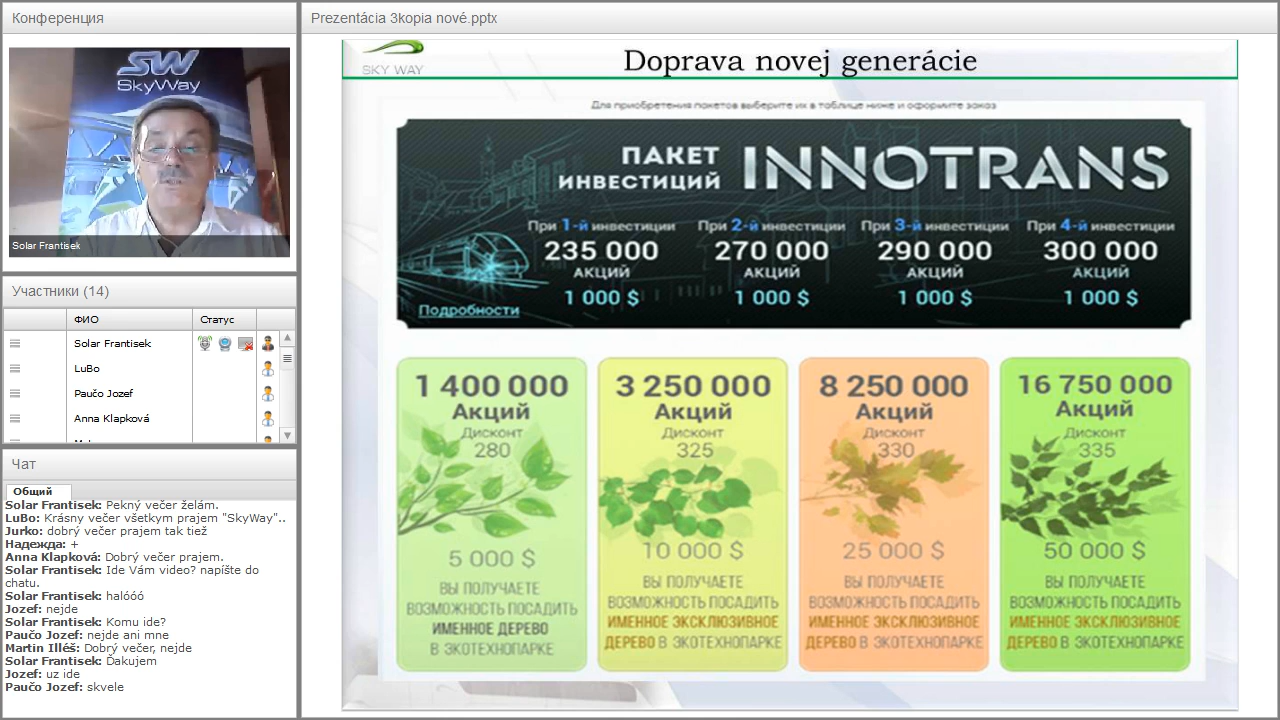 Конференция
SW
SkyWay
Solar Frantisek
Участники (14)
ФИО
Статус
Solar Frantisek
LuBo
Paučo Jozef
Anna Klapková
Чат
Общий
Solar Frantisek: Pekný večer želám.
LuBo: Krásny večer všetkym prajem "SkyWay"..
Jurko: dobrý večer prajem tak tiež
Надежда: +
Anna Klapková: Dobrý večer prajem.
Solar Frantisek: Ide Vám video? napíšte do
chatu.
Solar Frantisek: halóóó
Jozef: nejde
Solar Frantisek: Komu ide?
Paučo Jozef: nejde ani mne
Martin Illéš: Dobrý večer, nejde
Solar Frantisek: Ďakujem
Jozef: uz ide
Paučo Jozef: skvele
Prezentácia 3kopia nové.pptx
SKY WAY
Doprava novej generácie
Для приобретения пакетов выберите их в таблице ниже и оформите заказ
ПАКЕТ
ИНВЕСТИЦИЙ
INNOTRANS
При 1-й инвестиции
235 000
АКЦИЙ
1 000 $
При 2-й инвестиции
270 000
АКЦИЙ
1 000 $
При 3-й инвестиции
290 000
АКЦИЙ
1 000 $
При 4-й инвестиции
300 000
АКЦИЙ
1 000 $
Подробности
1 400 000
Акций
Дисконт
280
5 000 $
ВЫ ПОЛУЧАЕТЕ
ВОЗМОЖНОСТЬ ПОСАДИТЬ
ИМЕННОЕ ДЕРЕВО
В ЭКОТЕХНОПАРКЕ
3 250 000
Акций
Дисконт
325
10 000 $
ВЫ ПОЛУЧАЕТЕ
ВОЗМОЖНОСТЬ ПОСАДИТЬ
ИМЕННОЕ ЭКСКЛЮЗИВНОЕ
ДЕРЕВО В ЭКОТЕХНОПАРКЕ
8 250 000
Акций
Дисконт
330
25 000 $
ВЫ ПОЛУЧАЕТЕ
ВОЗМОЖНОСТЬ ПОСАДИТЬ
ИМЕННОЕ ЭКСКЛЮЗИВНОЕ
ДЕРЕВО В ЭКОТЕХНОПАРКЕ
16 750 000
Акций
Дисконт
335
50 000 $
ВЫ ПОЛУЧАЕТЕ
ВОЗМОЖНОСТЬ ПОСАДИТЬ
ИМЕННОЕ ЭКСКЛЮЗИВНОЕ
ДЕРЕВО В ЭКОТЕХНОПАРКЕ